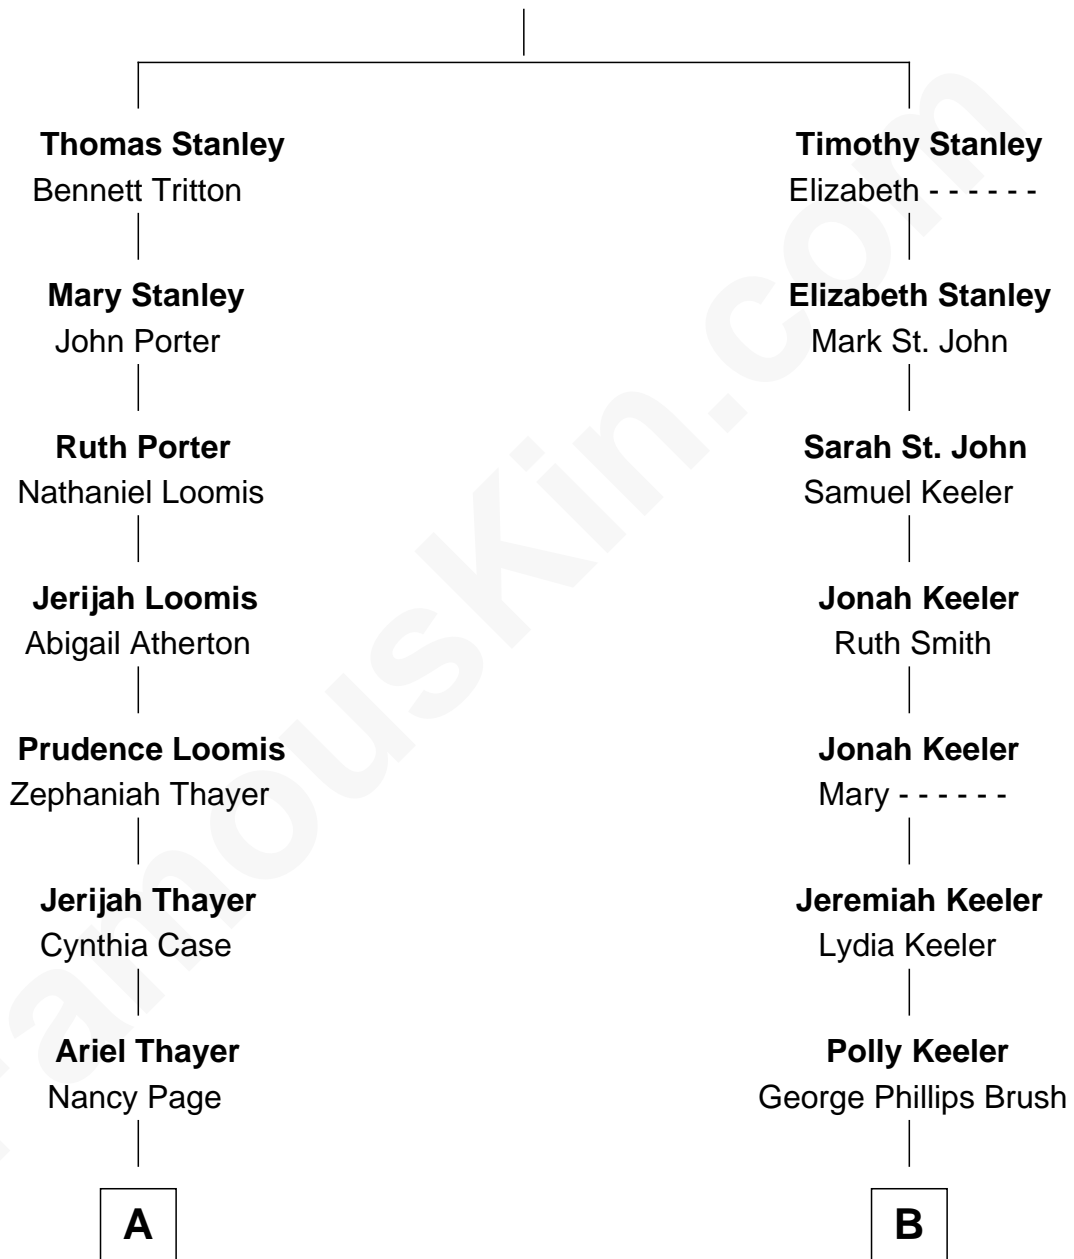 Thomas Stanley
Bennett Tritton
Mary Stanley
John Porter
Ruth Porter
Nathaniel Loomis
Jerijah Loomis
Abigail Atherton
Prudence Loomis
Zephaniah Thayer
Jerijah Thayer
Cynthia Case
Ariel Thayer
Nancy Page
A
Timothy Stanley
Elizabeth - - - - - -
Elizabeth Stanley
Mark St. John
Sarah St. John
Samuel Keeler
Jonah Keeler
Ruth Smith
Jonah Keeler
Mary - - - - - -
Jeremiah Keeler
Lydia Keeler
Polly Keeler
George Phillips Brush
B
FamousKin.com